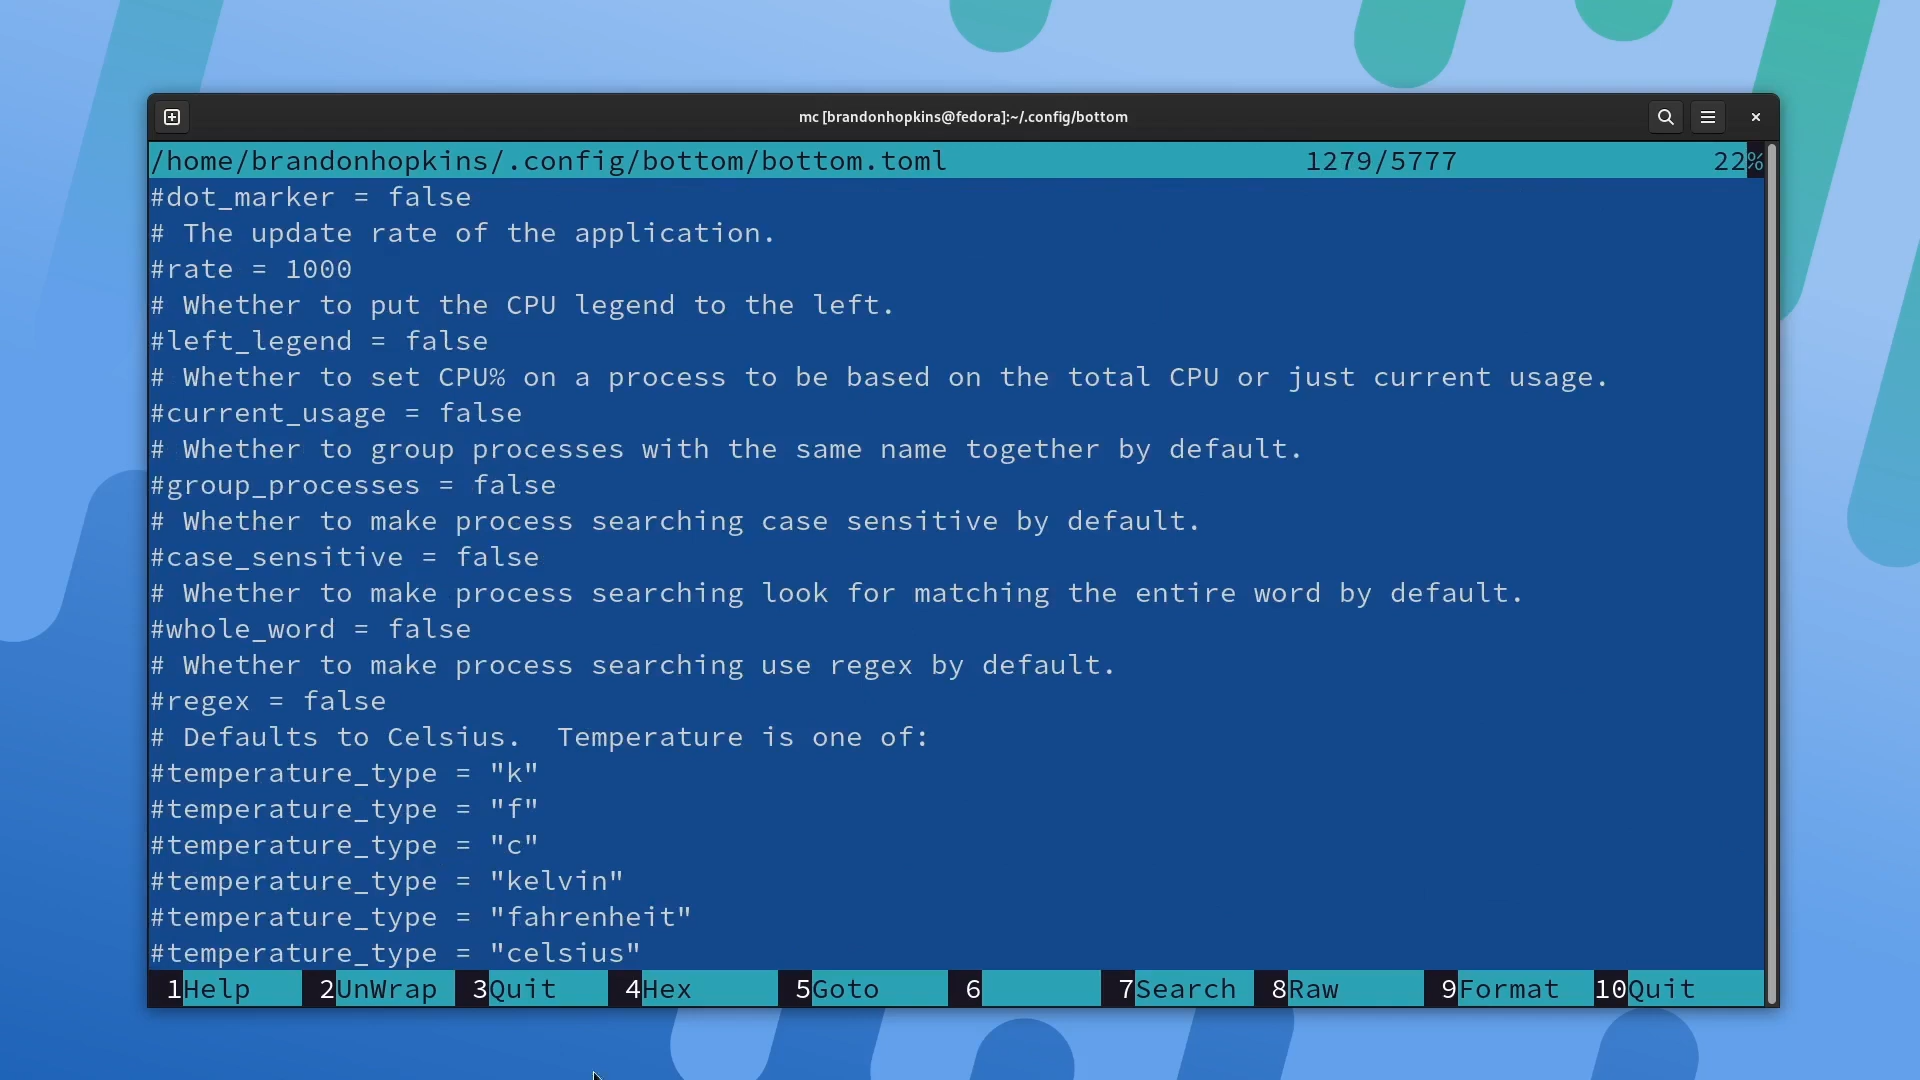 mc [brandonhopkins@fedora]:~/.config/bottom
/home/brandonhopkins/.config/bottom/bottom.toml 1279/5777 22%
#dot_marker = false
# The update rate of the application.
#rate = 1000
# Whether to put the CPU legend to the left.
#left_legend = false
# Whether to set CPU% on a process to be based on the total CPU or just current usage.
#current_usage = false
# Whether to group processes with the same name together by default.
#group_processes = false
# Whether to make process searching case sensitive by default.
#case_sensitive = false
# Whether to make process searching look for matching the entire word by default.
#whole_word = false
# Whether to make process searching use regex by default.
#regex = false
# Defaults to Celsius.  Temperature is one of:
#temperature_type = "k"
#temperature_type = "f"
#temperature_type = "c"
#temperature_type = "kelvin"
#temperature_type = "fahrenheit"
#temperature_type = "celsius"
1Help 2UnWrap 3Quit 4Hex 5Goto 6 7Search 8Raw 9Format 10Quit